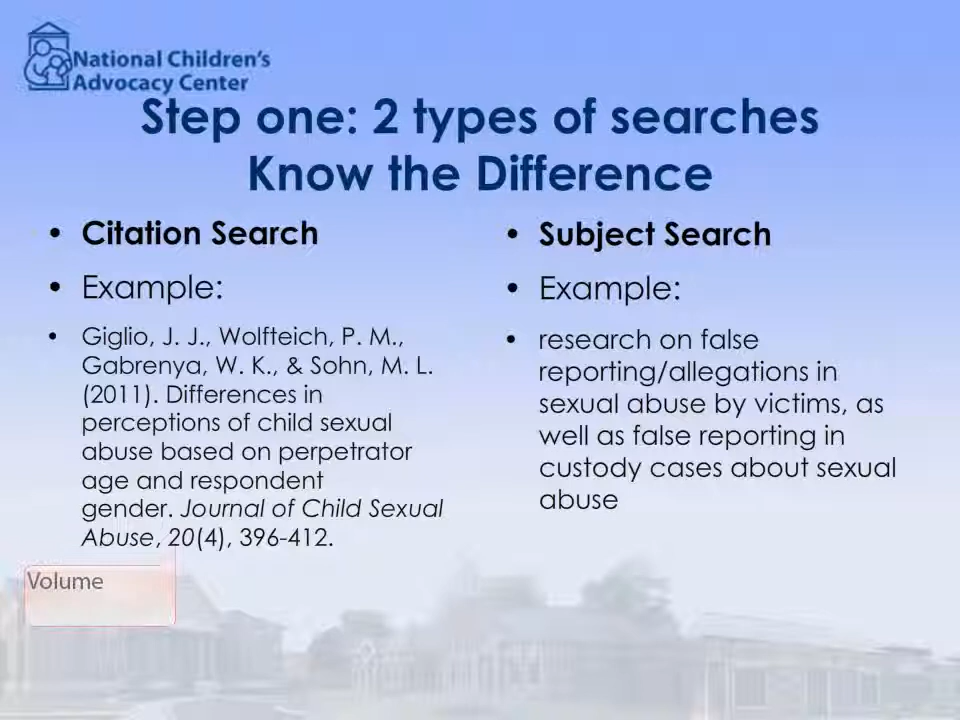 National Children's
Advocacy Center
Step one: 2 types of searches
Know the Difference
• Citation Search
• Example:
• Giglio, J. J., Wolfteich, P. M.,
Gabrenya, W. K., & Sohn, M. L.
(2011). Differences in
perceptions of child sexual
abuse based on perpetrator
age and respondent
gender. Journal of Child Sexual
Abuse, 20(4), 396-412.
• Subject Search
• Example:
• research on false
reporting/allegations in
sexual abuse by victims, as
well as false reporting in
custody cases about sexual
abuse
Volume